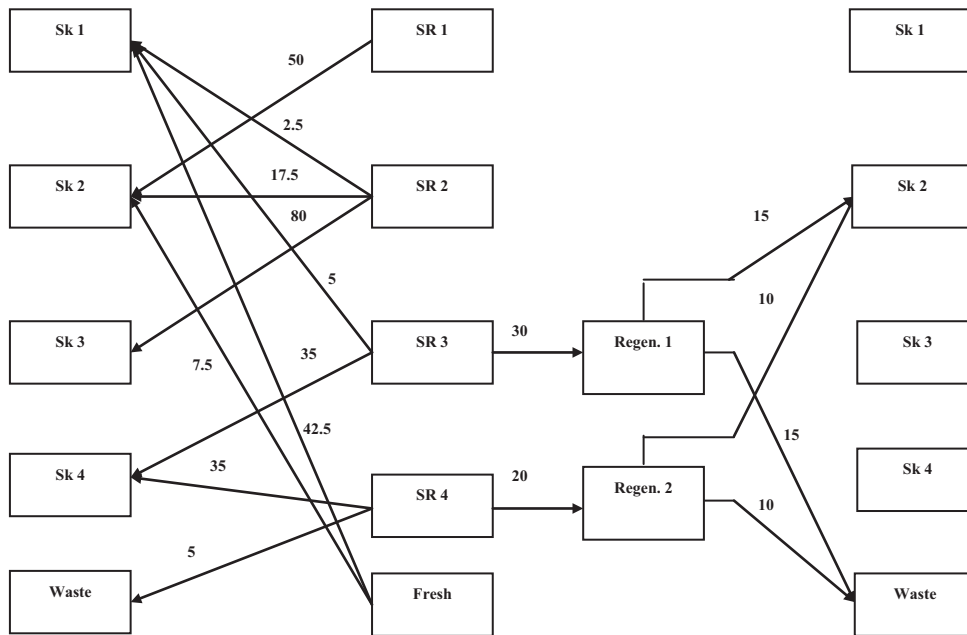 Sk 1
SR 1
Sk 1
50
2.5
Sk 2
17.5
SR 2
Sk 2
80
15
5
10
Sk 3
SR 3
30
Regen. 1
Sk 3
7.5
35
42.5
15
Sk 4
35
SR 4
20
Regen. 2
Sk 4
10
5
Waste
Fresh
Waste